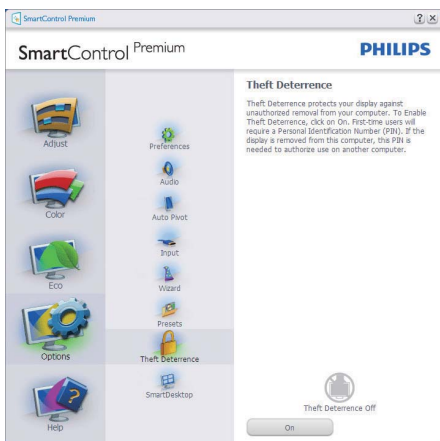 SmartControl Premium
SmartControl Premium
PHILIPS
Adjust
Color
Eco
Options
Help
Preferences
Audio
Auto Pivot
Input
Wizard
Presets
Theft Deterrence
SmartDesktop
Theft Deterrence
Theft Deterrence protects your display against
unauthorized removal from your computer. To Enable
Theft Deterrence, click on On. First-time users will
require a Personal Identification Number (PIN). If the
display is removed from this computer, this PIN is
needed to authorize use on another computer.
Theft Deterrence Off
On